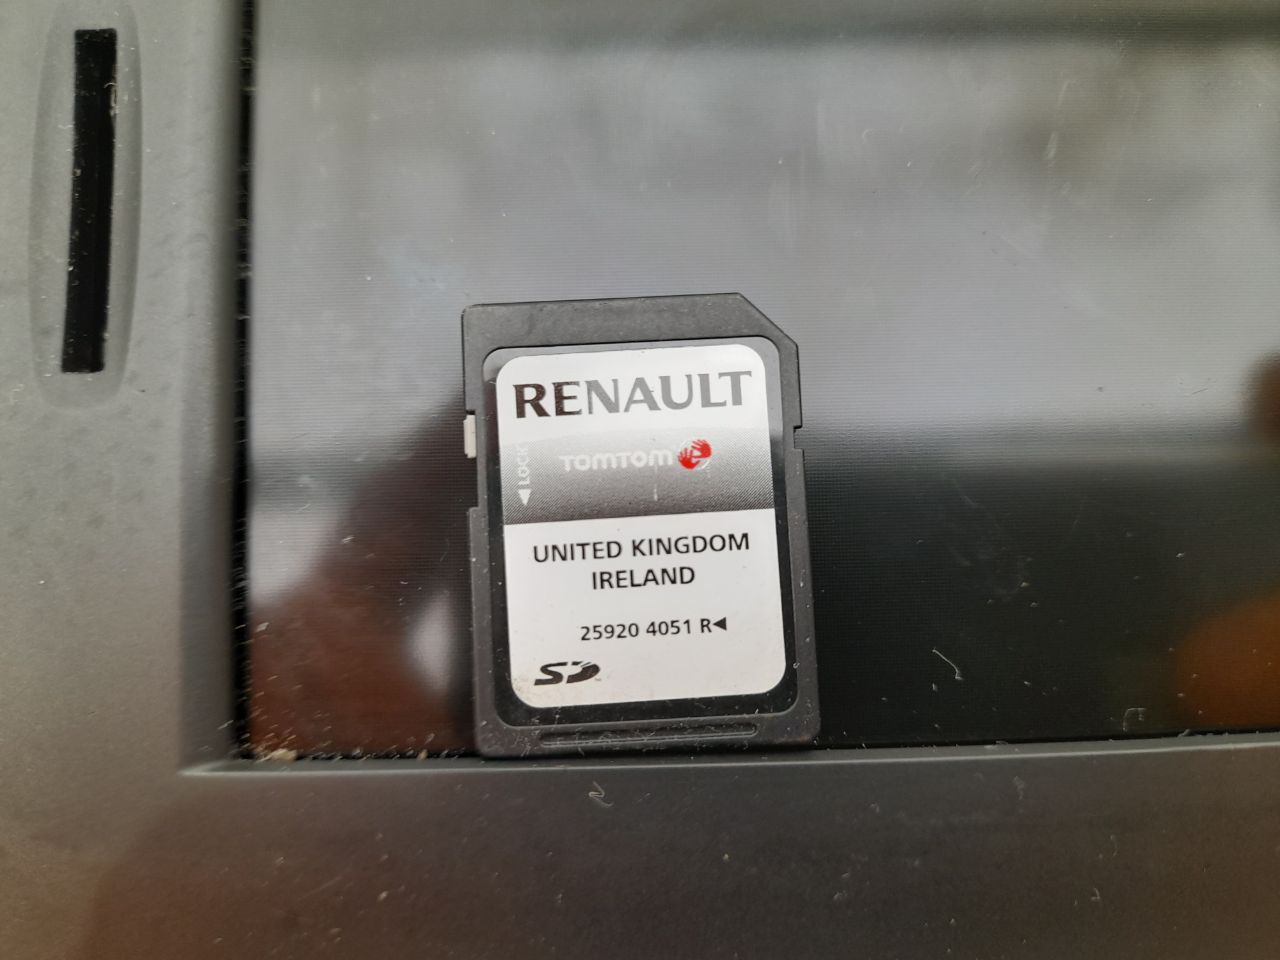 RENAULT
TOMTOM
◀ LOCK
UNITED KINGDOM
IRELAND
25920 4051 R◀
SD